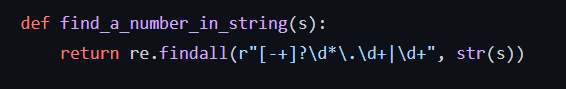 def find_a_number_in_string(s):
    return re.findall(r"[-+]?\d*\.\d+|\d+", str(s))